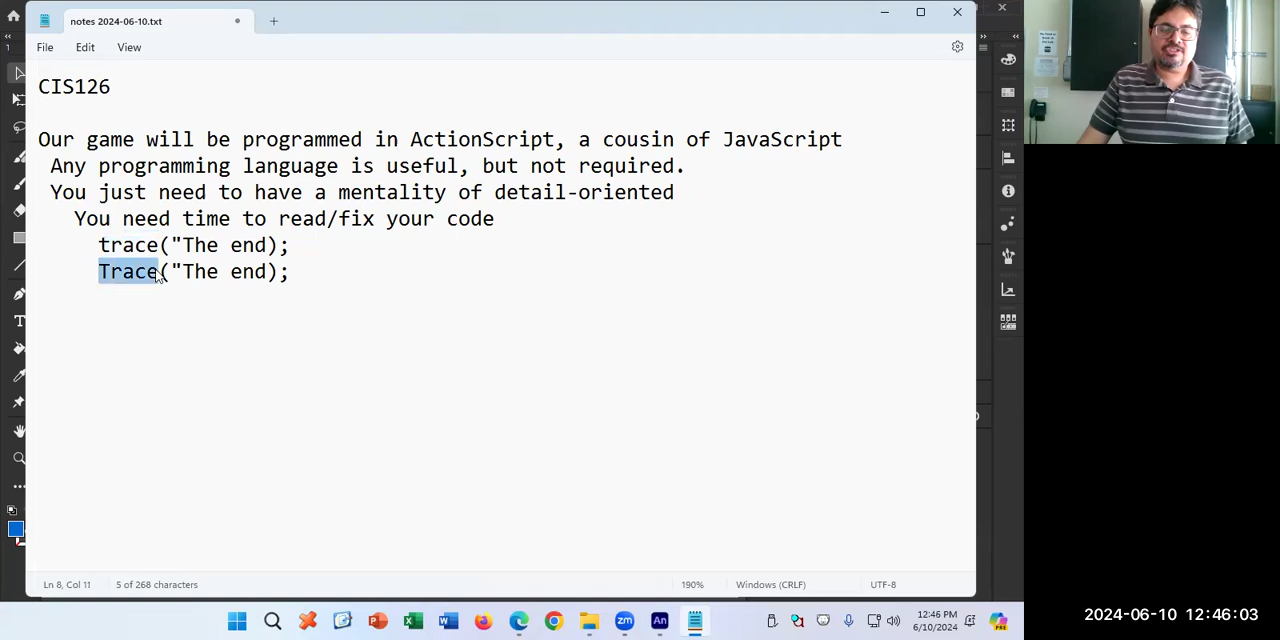 notes 2024-06-10.txt
File Edit View
CIS126
Our game will be programmed in ActionScript, a cousin of JavaScript
Any programming language is useful, but not required.
You just need to have a mentality of detail-oriented
You need time to read/fix your code
trace("The end);
Trace("The end);
Ln 8, Col 11 5 of 268 characters 190% Windows (CRLF) UTF-8
12:46 PM
6/10/2024
2024-06-10 12:46:03